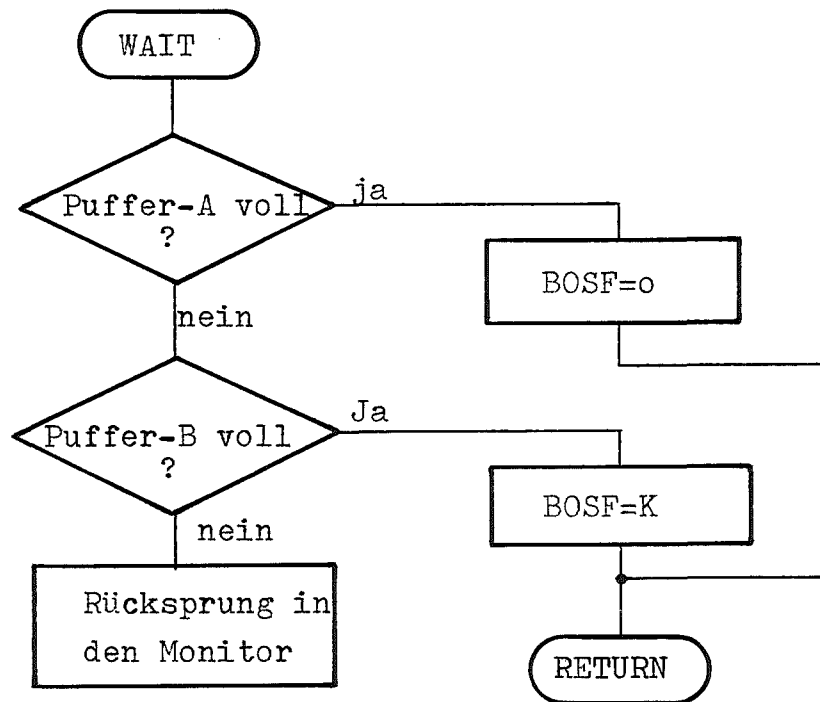 WAIT
Puffer-A voll
?
ja
BOSF=o
nein
Puffer-B voll
?
Ja
BOSF=K
nein
Rücksprung in
den Monitor
RETURN